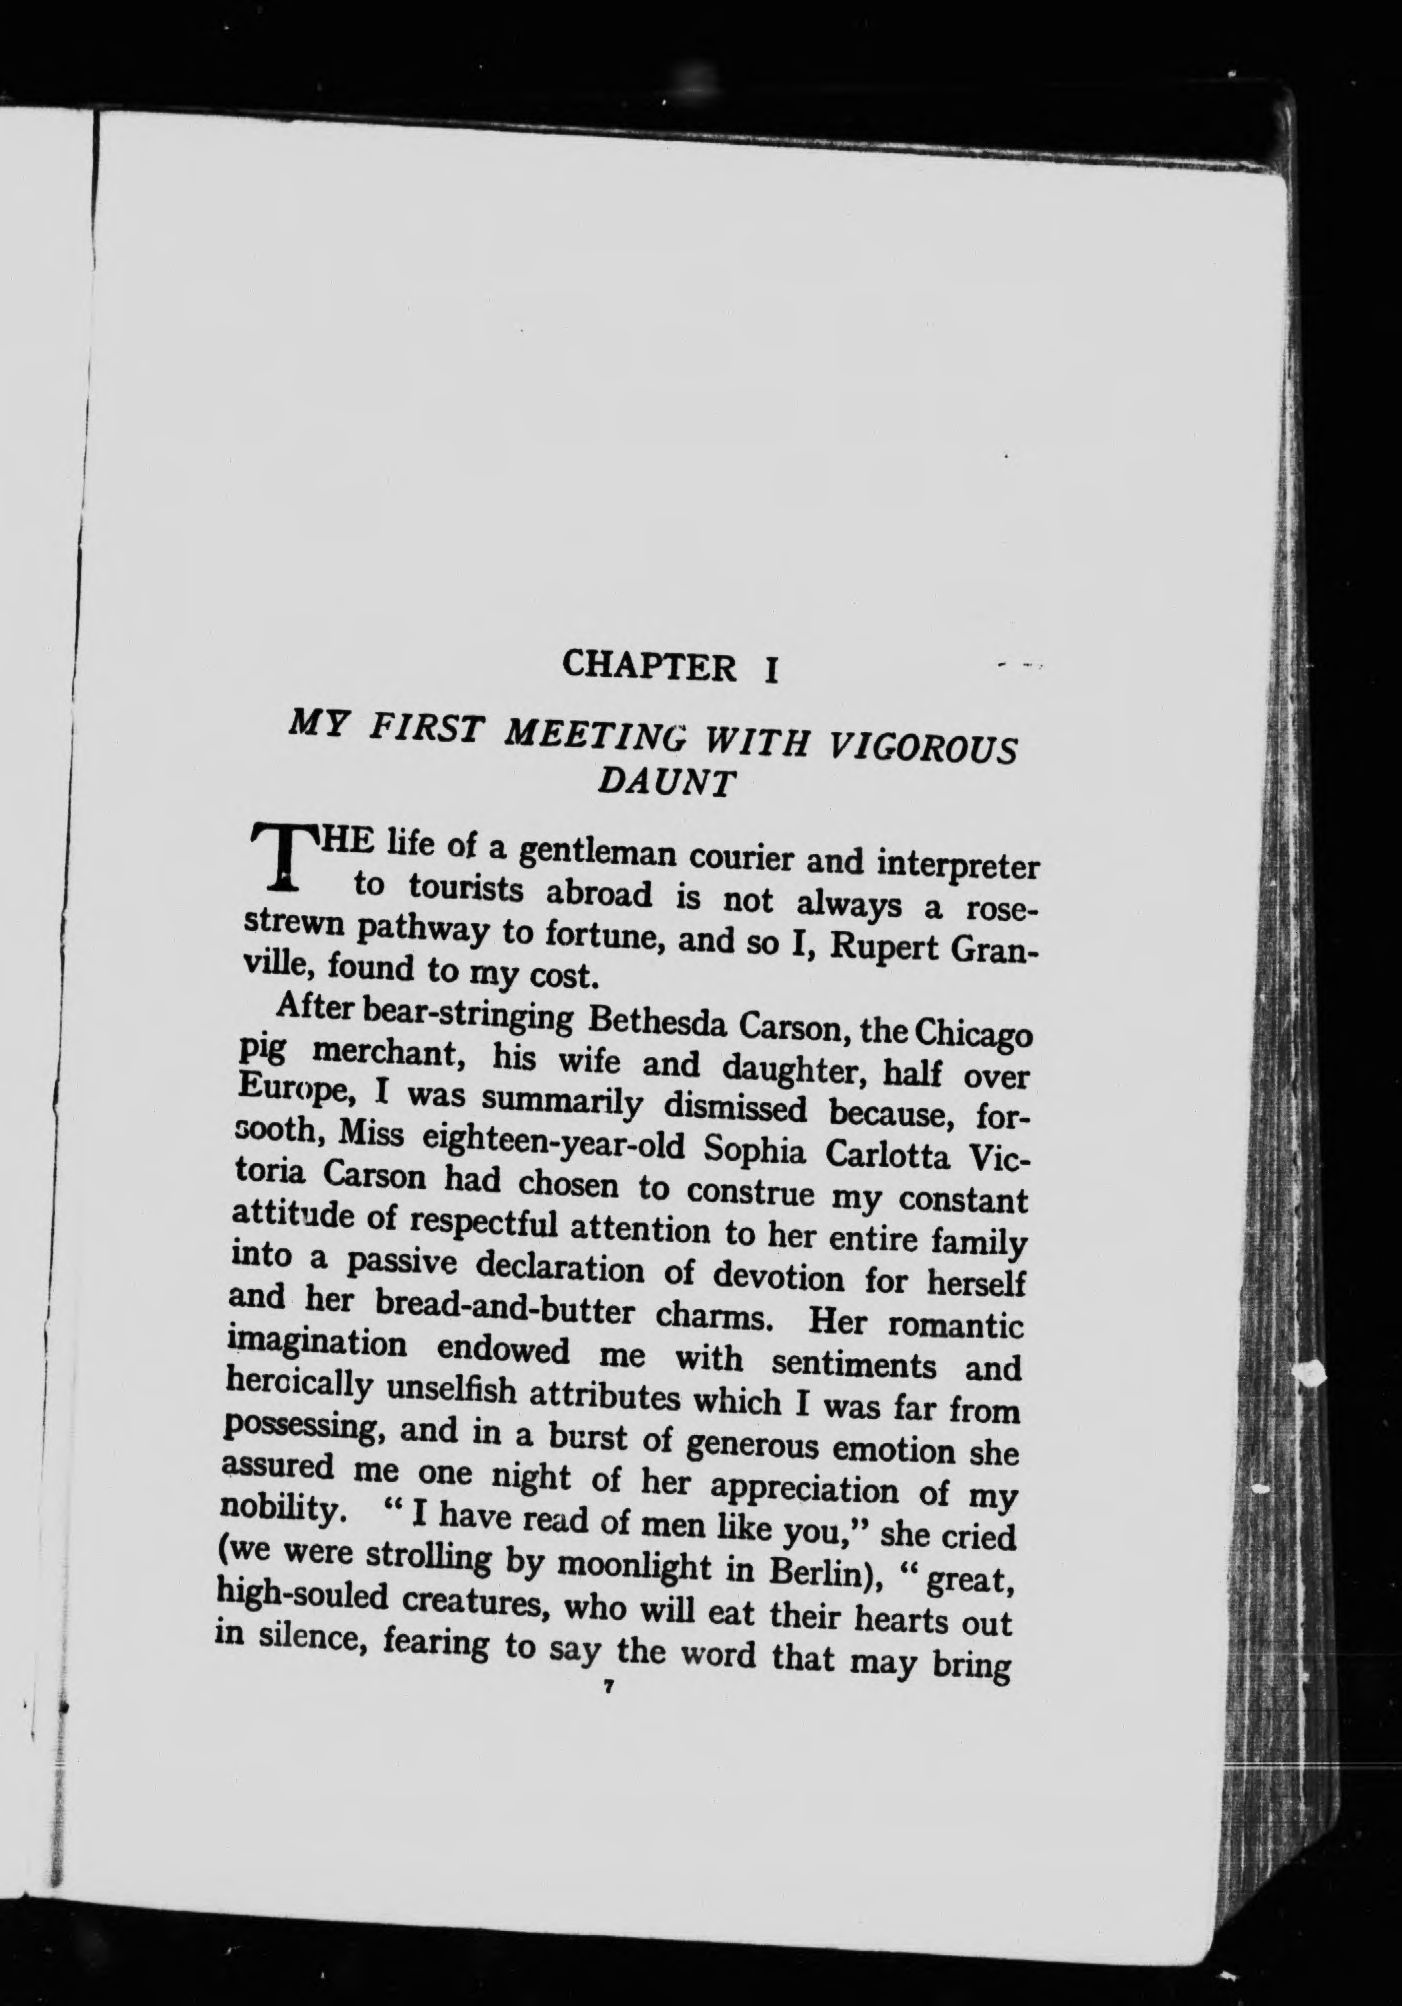 CHAPTER I
MY FIRST MEETING WITH VIGOROUS
DAUNT
THE life of a gentleman courier and interpreter
to tourists abroad is not always a rose-
strewn pathway to fortune, and so I, Rupert Gran-
ville, found to my cost.
After bear-stringing Bethesda Carson, the Chicago
pig merchant, his wife and daughter, half over
Europe, I was summarily dismissed because, for-
sooth, Miss eighteen-year-old Sophia Carlotta Vic-
toria Carson had chosen to construe my constant
attitude of respectful attention to her entire family
into a passive declaration of devotion for herself
and her bread-and-butter charms. Her romantic
imagination endowed me with sentiments and
heroically unselfish attributes which I was far from
possessing, and in a burst of generous emotion she
assured me one night of her appreciation of my
nobility. “ I have read of men like you,” she cried
(we were strolling by moonlight in Berlin), “ great,
high-souled creatures, who will eat their hearts out
in silence, fearing to say the word that may bring
7